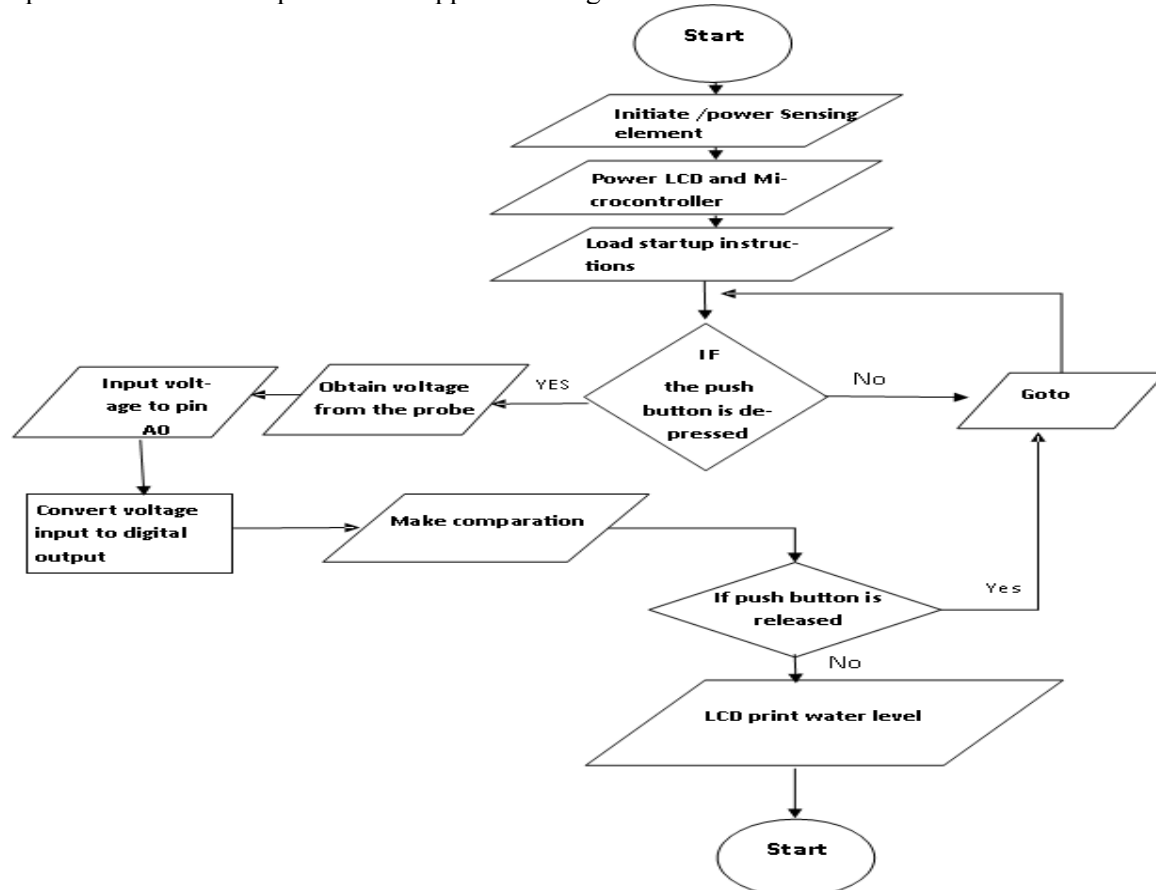 Start
Initiate /power Sensing
element
Power LCD and Mi-
crocontroller
Load startup instruc-
tions
IF
the push
button is de-
pressed
No
Goto
YES
Obtain voltage
from the probe
Input volt-
age to pin
A0
Convert voltage
input to digital
output
Make comparation
If push button is
released
Yes
No
LCD print water level
Start